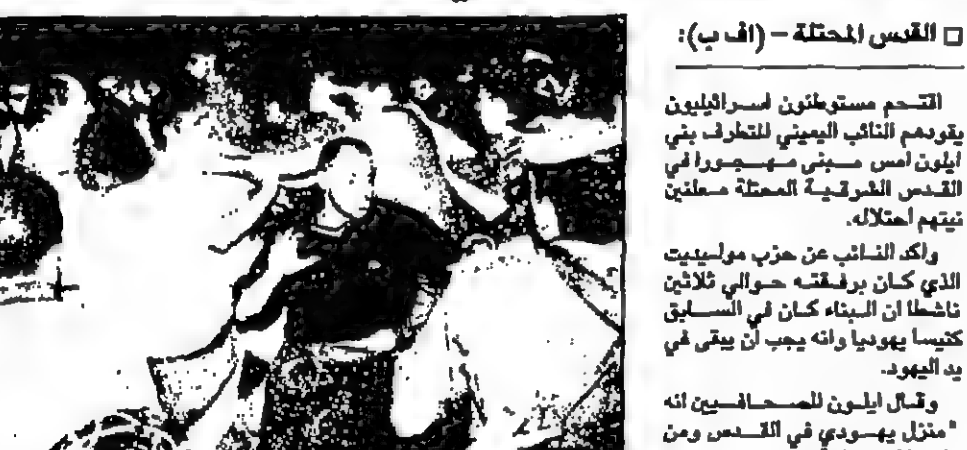 □ القدس المحتلة – (اف ب):
اقتحم مستوطنون اسرائيليون
يقودهم النائب اليميني المتطرف بني
ايلون امس مبنى مهجورا في
القدس الشرقية المحتلة معلنين
نيتهم احتلاله.
واكد النائب عن حزب موليديت
الذي كان برفقته حوالي ثلاثين
ناشطا ان البناء كان في السابق
كنيسا يهوديا وانه يجب ان يبقى في
يد اليهود.
وقال ايلون للصحافيين انه
"منزل يهودي في القدس ومن